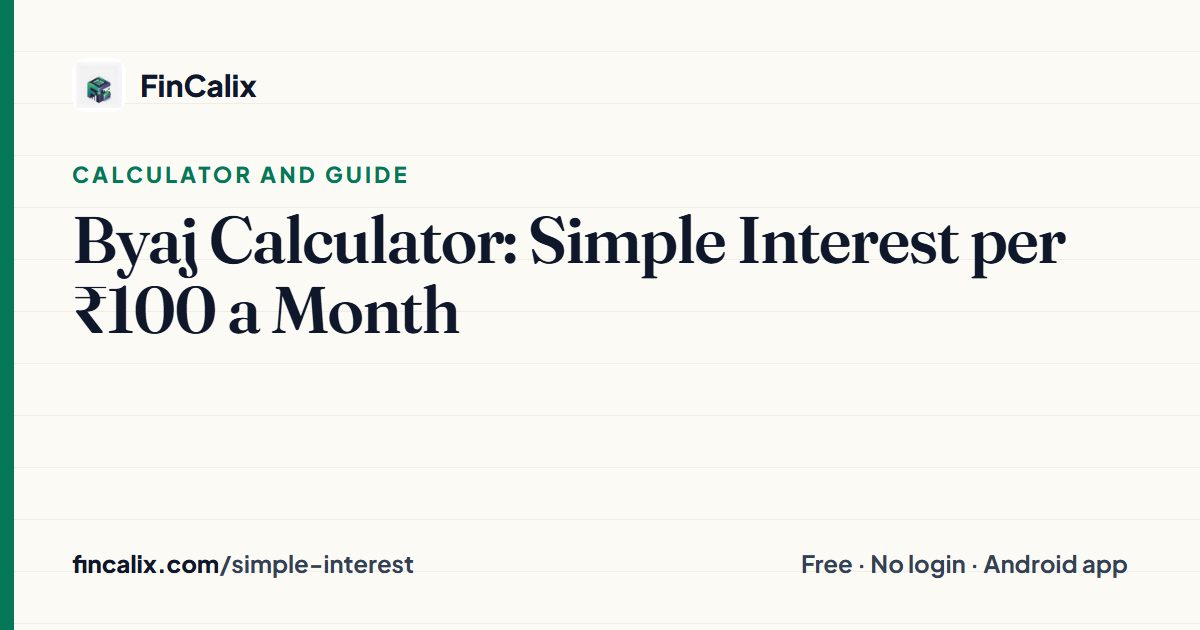 FinCalix
CALCULATOR AND GUIDE
Byaj Calculator: Simple Interest per
₹100 a Month
fincalix.com/simple-interest
Free · No login · Android app